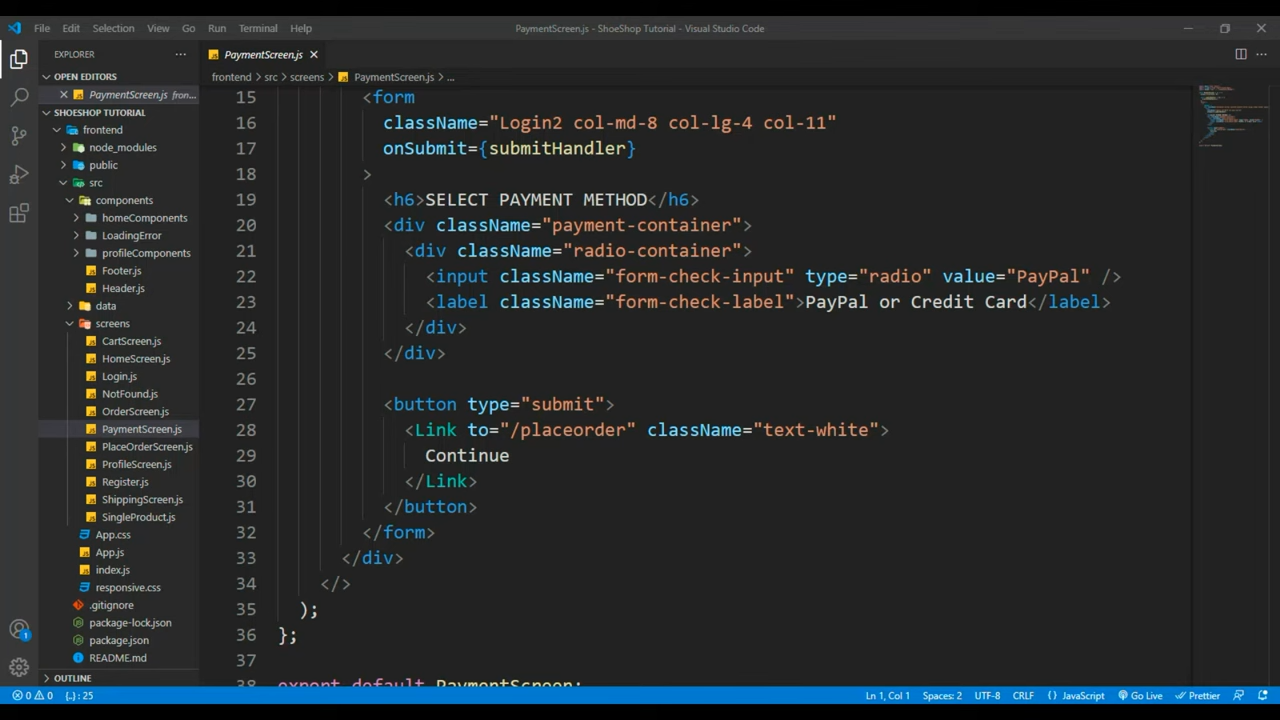 File Edit Selection View Go Run Terminal Help PaymentScreen.js - ShoeShop Tutorial - Visual Studio Code
EXPLORER
OPEN EDITORS
PaymentScreen.js fron...
SHOESHOP TUTORIAL
frontend
node_modules
public
src
components
homeComponents
LoadingError
profileComponents
Footer.js
Header.js
data
screens
CartScreen.js
HomeScreen.js
Login.js
NotFound.js
OrderScreen.js
PaymentScreen.js
PlaceOrderScreen.js
ProfileScreen.js
Register.js
ShippingScreen.js
SingleProduct.js
App.css
App.js
index.js
responsive.css
.gitignore
package-lock.json
package.json
README.md
OUTLINE
PaymentScreen.js
frontend > src > screens > PaymentScreen.js > ...
15 <form
16 className="Login2 col-md-8 col-lg-4 col-11"
17 onSubmit={submitHandler}
18 >
19 <h6>SELECT PAYMENT METHOD</h6>
20 <div className="payment-container">
21 <div className="radio-container">
22 <input className="form-check-input" type="radio" value="PayPal" />
23 <label className="form-check-label">PayPal or Credit Card</label>
24 </div>
25 </div>
26
27 <button type="submit">
28 <Link to="/placeorder" className="text-white">
29 Continue
30 </Link>
31 </button>
32 </form>
33 </div>
34 </>
35 );
36 };
37
38 export default PaymentScreen;
1
0 0 {..} : 25 Ln 1, Col 1 Spaces: 2 UTF-8 CRLF {} JavaScript Go Live Prettier